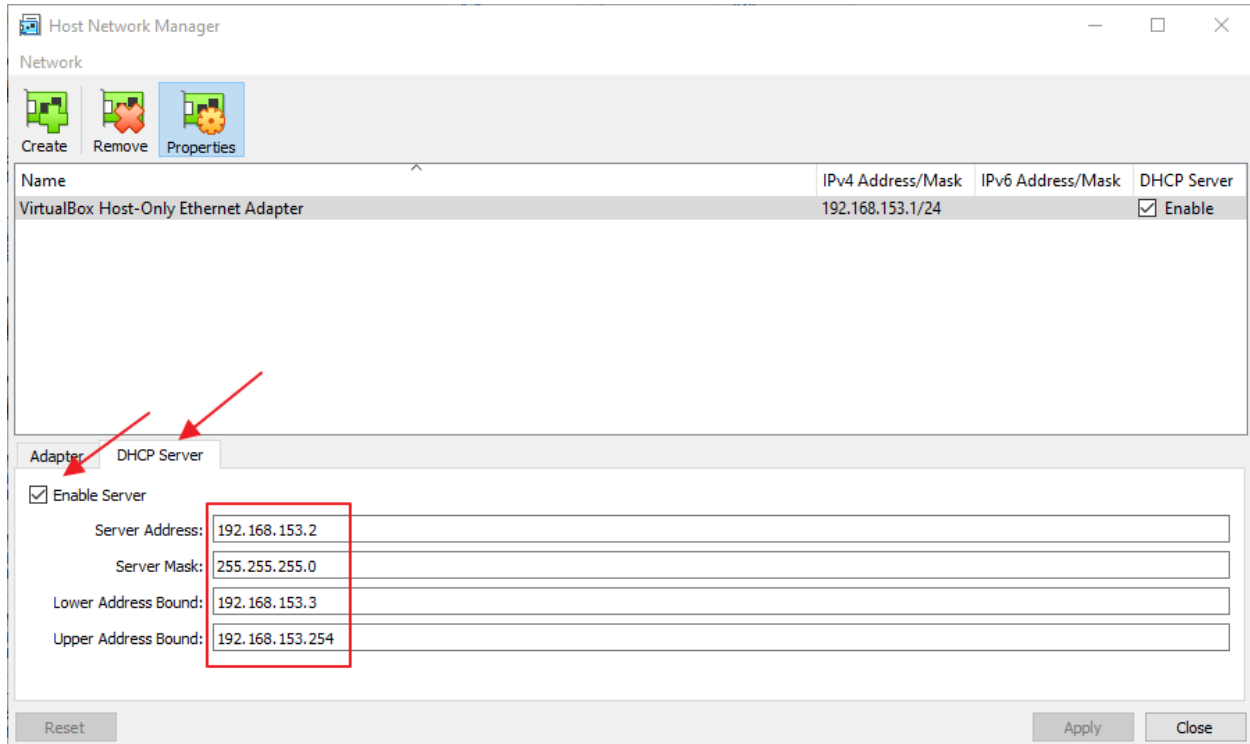 Host Network Manager
Network
Create Remove Properties
Name IPv4 Address/Mask IPv6 Address/Mask DHCP Server
VirtualBox Host-Only Ethernet Adapter 192.168.153.1/24 Enable
Adapter DHCP Server
Enable Server
Server Address: 192.168.153.2
Server Mask: 255.255.255.0
Lower Address Bound: 192.168.153.3
Upper Address Bound: 192.168.153.254
Reset Apply Close